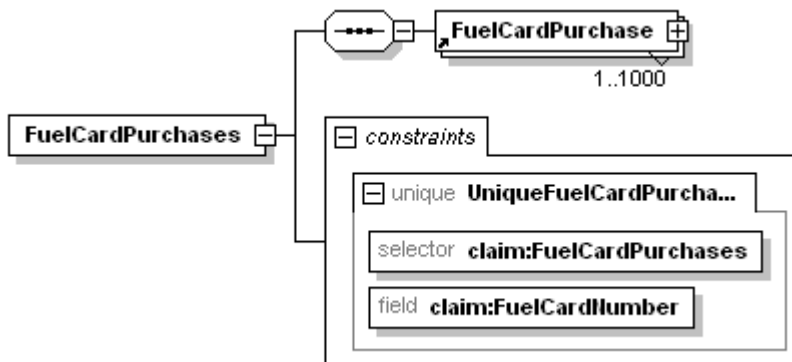 FuelCardPurchase
1..1000
FuelCardPurchases
constraints
unique UniqueFuelCardPurcha...
selector claim:FuelCardPurchases
field claim:FuelCardNumber